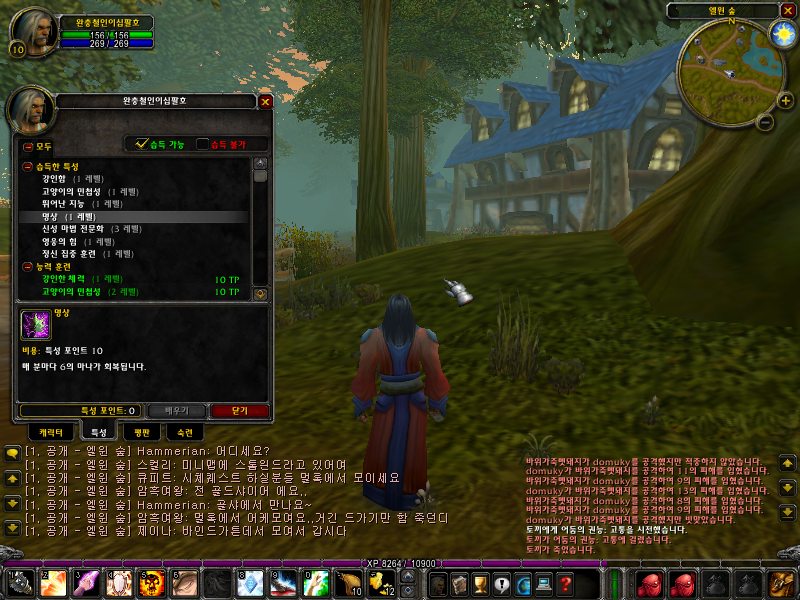 완충철인이십팔호
156 / 156
269 / 269
10
엘윈 숲
N
완충철인이십팔호
모두
습득 가능
습득 불가
습득한 특성
강인함 (1 레벨)
고양이의 민첩성 (1 레벨)
뛰어난 지능 (1 레벨)
명상 (1 레벨)
신성 마법 전문화 (3 레벨)
영웅의 힘 (1 레벨)
정신 집중 훈련 (1 레벨)
능력 훈련
강인한 체력 (1 레벨) 10 TP
고양이의 민첩성 (2 레벨) 10 TP
명상
비용: 특성 포인트 10
매 분마다 6의 마나가 회복됩니다.
특성 포인트: 0
배우기
닫기
캐릭터
특성
평판
숙련
[1. 공개 - 엘윈 숲] Hammerian: 어디세요?
[1. 공개 - 엘윈 숲] 스컬리: 미니맵에 스톰윈드라고 있어여
[1. 공개 - 엘윈 숲] 큐피트: 시체퀘스트 하실분등 멀록에서 모이세요
[1. 공개 - 엘윈 숲] 암흑여왕: 전 골드샤이어 에요..
[1. 공개 - 엘윈 숲] Hammerian: 골샤에서 만나요~
[1. 공개 - 엘윈 숲] 암흑여왕: 멀록에서 어케모여요..거긴 드가기만 함 죽던디
[1. 공개 - 엘윈 숲] 제이나: 바인드가튼데서 모여서 갑시다
바위가죽멧돼지가 domuky를 공격했지만 적중하지 않았습니다.
domuky가 바위가죽멧돼지를 공격하여 11의 피해를 입혔습니다.
바위가죽멧돼지가 domuky를 공격하여 9의 피해를 입혔습니다.
domuky가 바위가죽멧돼지를 공격하여 13의 피해를 입혔습니다.
바위가죽멧돼지가 domuky를 공격하여 8의 피해를 입혔습니다.
바위가죽멧돼지가 domuky를 공격하여 9의 피해를 입혔습니다.
domuky가 바위가죽멧돼지를 공격했지만 빗맞았습니다.
토끼에게 어둠의 권능: 고통을 시전했습니다.
토끼가 어둠의 권능: 고통에 걸렸습니다.
토끼가 죽었습니다.
XP 8264 / 10900
2 3 4 5 6 8 9 0
10
12